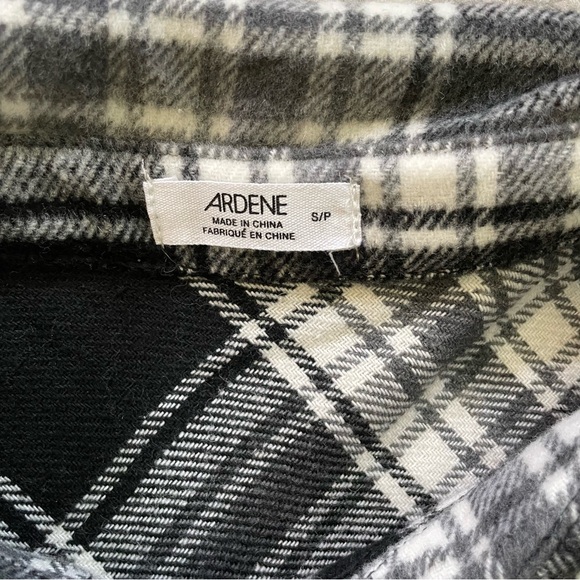 ARDENE
S/P
MADE IN CHINA
FABRIQUÉ EN CHINE